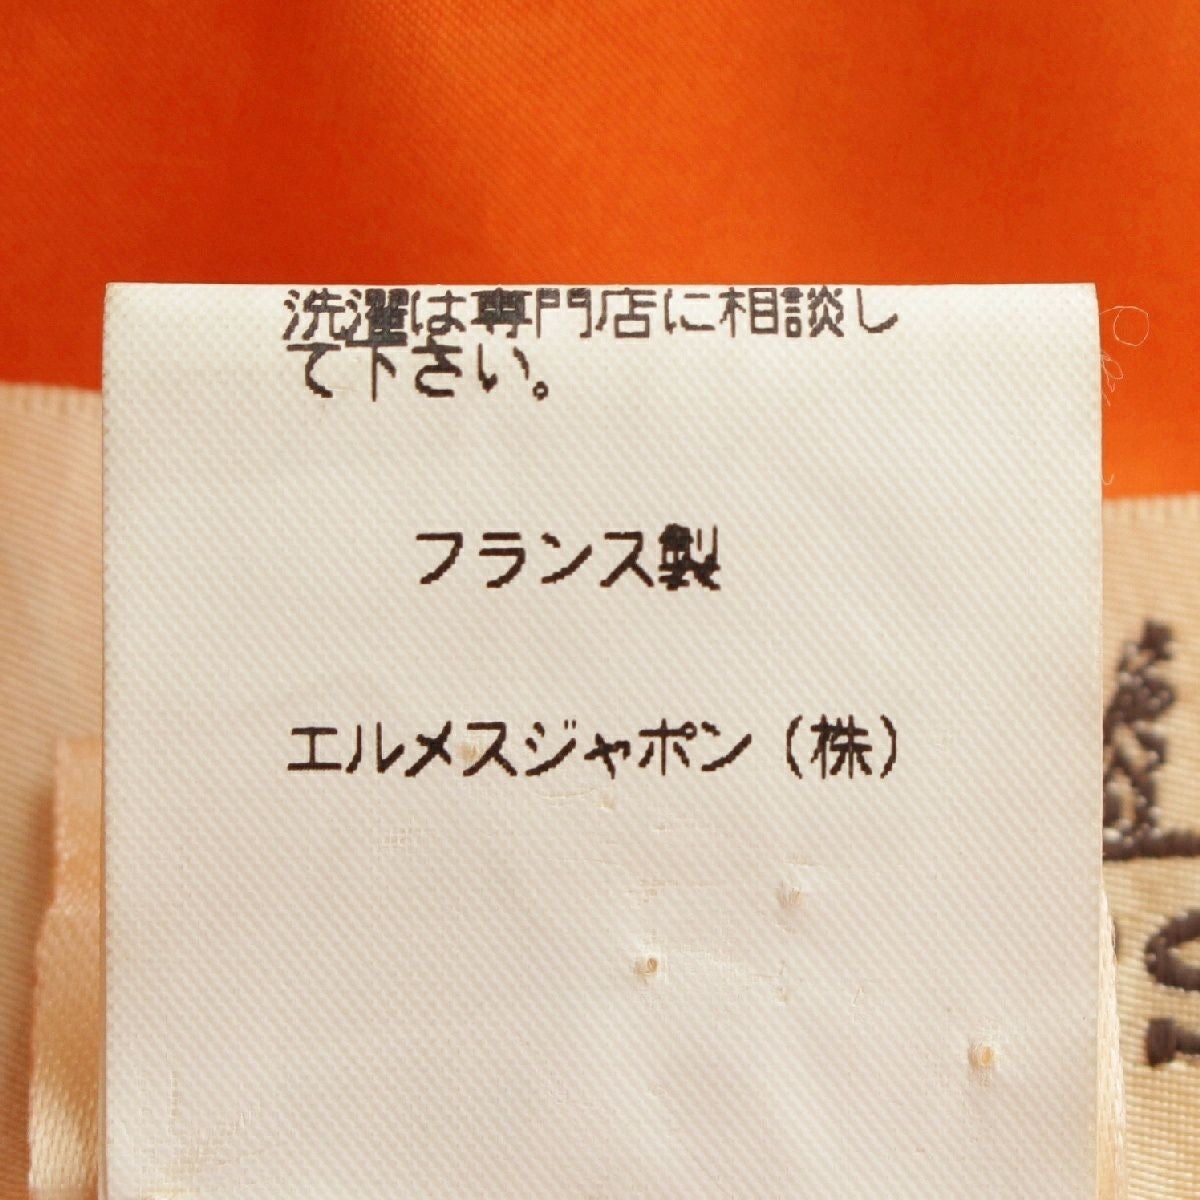 洗濯は専門店に相談し
て下さい。
フランス製
エルメスジャポン（株）